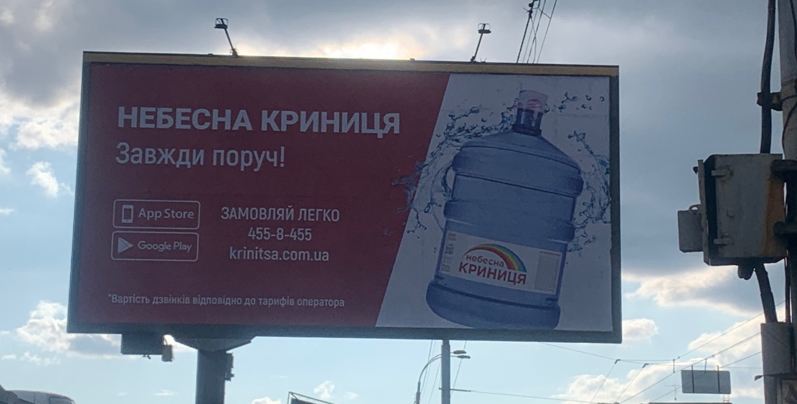 НЕБЕСНА КРИНИЦЯ
Завжди поруч!
App Store
Google Play
ЗАМОВЛЯЙ ЛЕГКО
455-8-455
krinitsa.com.ua
*Вартість дзвінків відповідно до тарифів оператора
небесна
КРИНИЦЯ